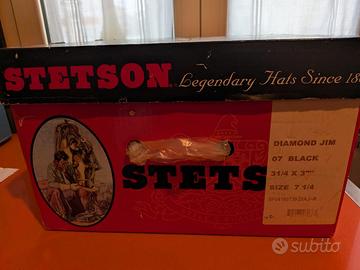 STETSON. Legendary Hats Since 18
STETS
DIAMOND JIM
07 BLACK
31/4 X 3"
SIZE 7 1/4
subito